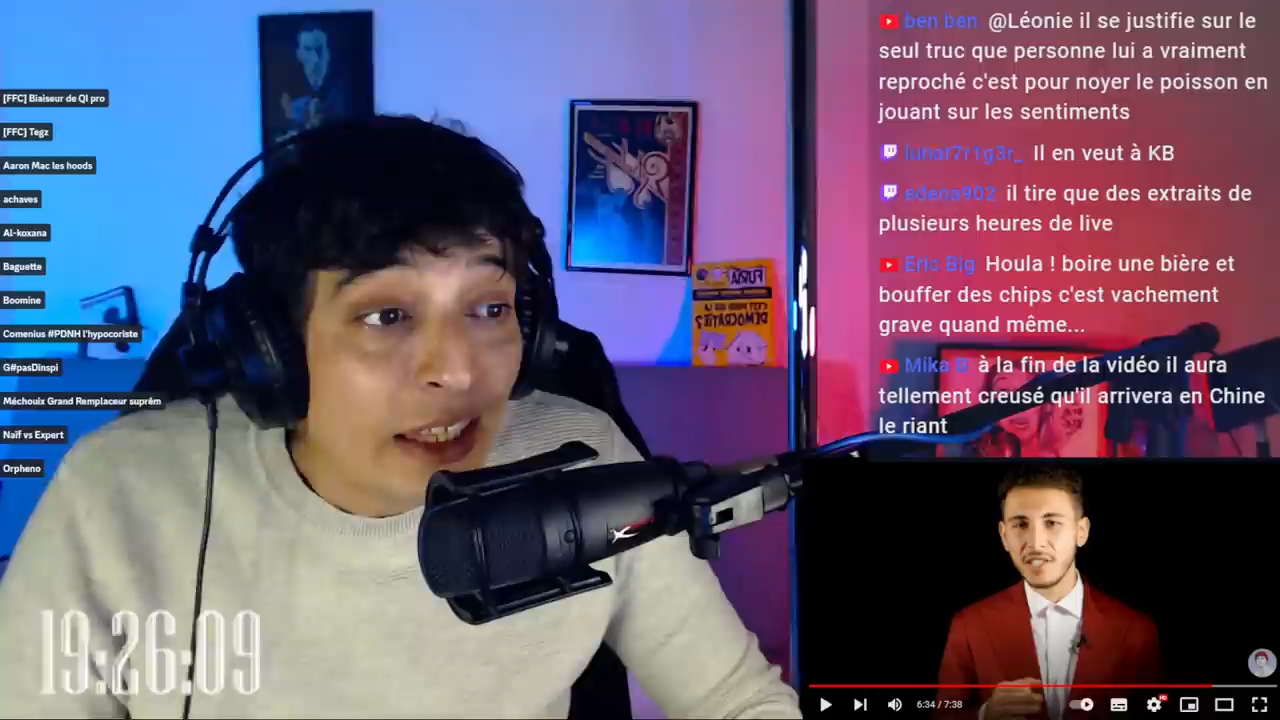 [FFC] Biaiseur de QI pro
[FFC] Tegz
Aaron Mac les hoods
achaves
Al-koxana
Baguette
Boomine
Comenius #PDNH l'hypocoriste
G#pasDinspi
Méchouix Grand Remplaceur suprêm
Naïf vs Expert
Orpheno
19:26:09
FURIA
DÉMOCRATIE?
ben ben @Léonie il se justifie sur le
seul truc que personne lui a vraiment
reproché c'est pour noyer le poisson en
jouant sur les sentiments
lunar7r1g3r_ Il en veut à KB
edena902 il tire que des extraits de
plusieurs heures de live
Eric Big Houla ! boire une bière et
bouffer des chips c'est vachement
grave quand même...
Mika B à la fin de la vidéo il aura
tellement creusé qu'il arrivera en Chine
le riant
6:34 / 7:38
HD